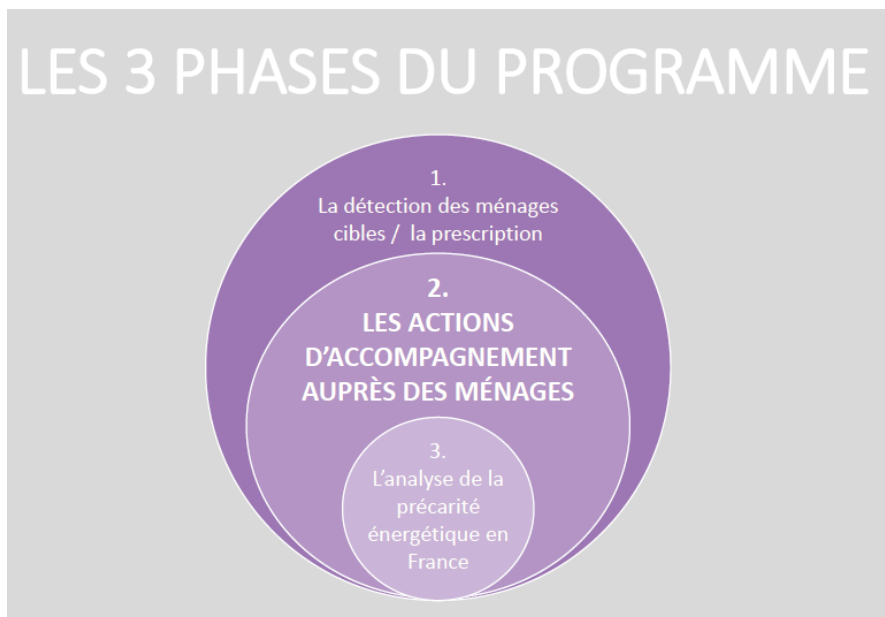 LES 3 PHASES DU PROGRAMME
1.
La détection des ménages
cibles / la prescription
2.
LES ACTIONS
D'ACCOMPAGNEMENT
AUPRÈS DES MÉNAGES
3.
L'analyse de la
précarité
énergétique en
France